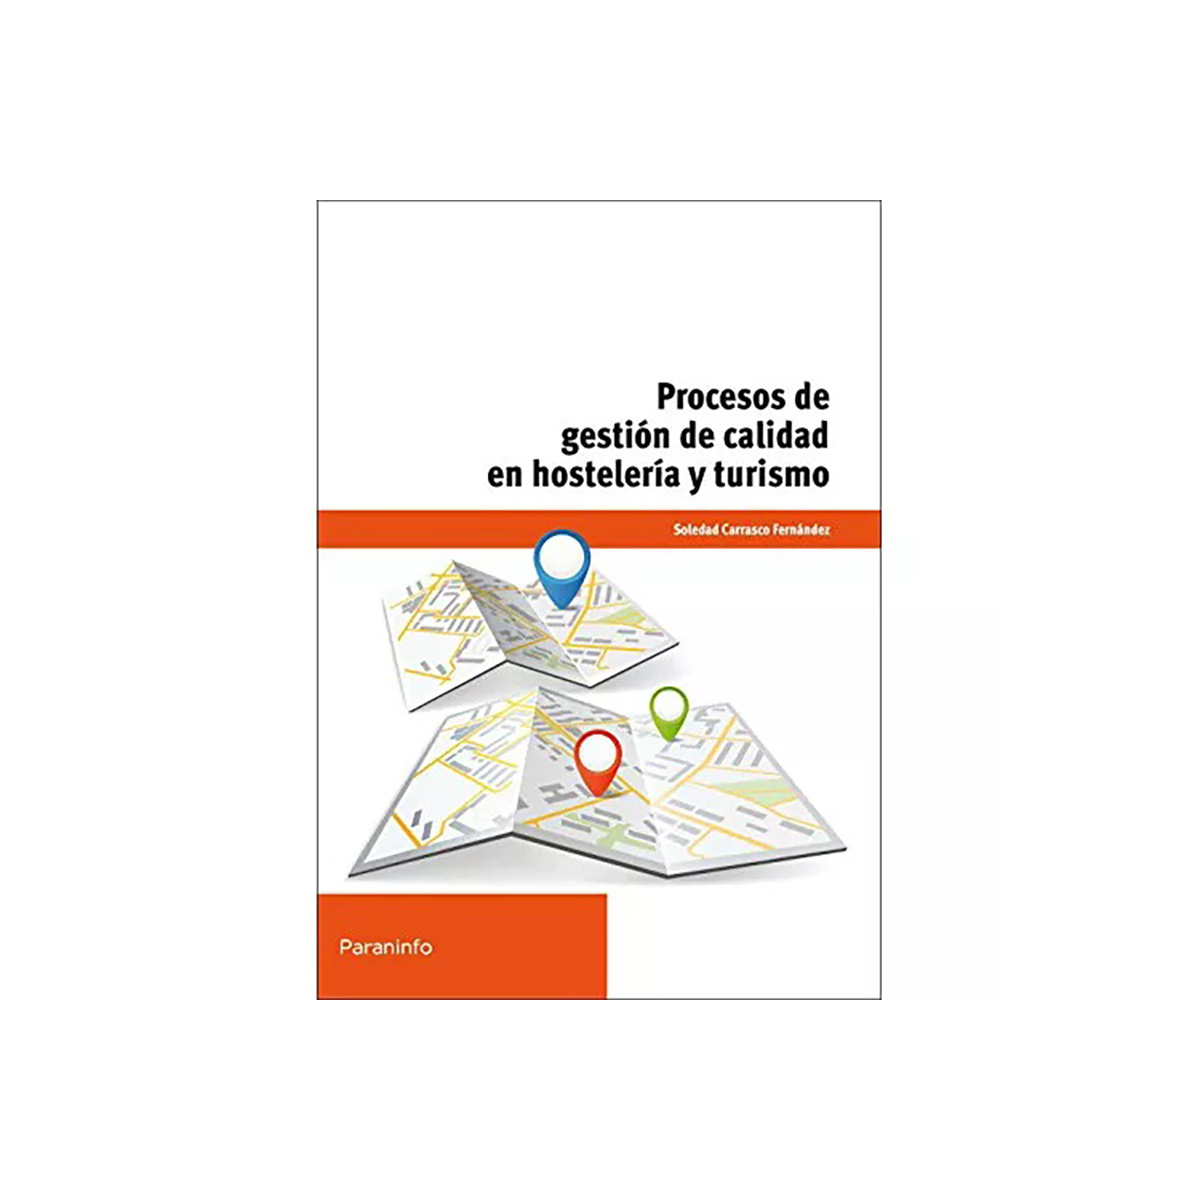 Procesos de
gestión de calidad
en hostelería y turismo
Soledad Carrasco Fernández
Paraninfo